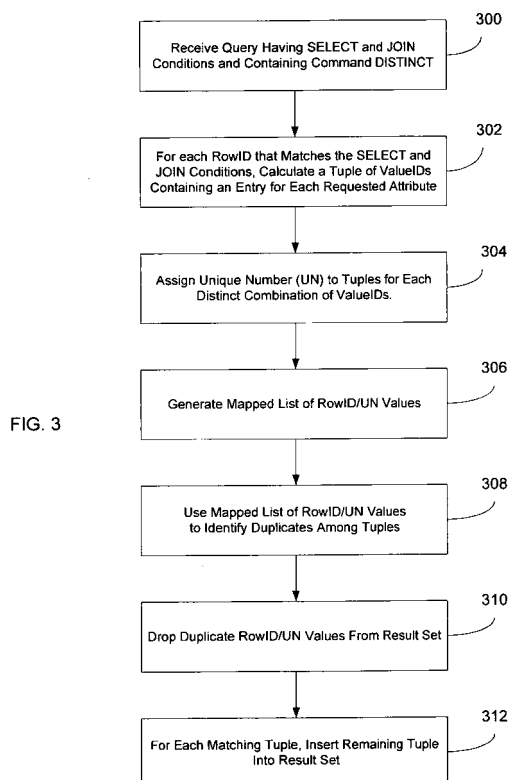 300
Receive Query Having SELECT and JOIN
Conditions and Containing Command DISTINCT
302
For each RowID that Matches the SELECT and
JOIN Conditions, Calculate a Tuple of ValueIDs
Containing an Entry for Each Requested Attribute
304
Assign Unique Number (UN) to Tuples for Each
Distinct Combination of ValueIDs.
306
Generate Mapped List of RowID/UN Values
FIG. 3
308
Use Mapped List of RowID/UN Values
to Identify Duplicates Among Tuples
310
Drop Duplicate RowID/UN Values From Result Set
312
For Each Matching Tuple, Insert Remaining Tuple
Into Result Set